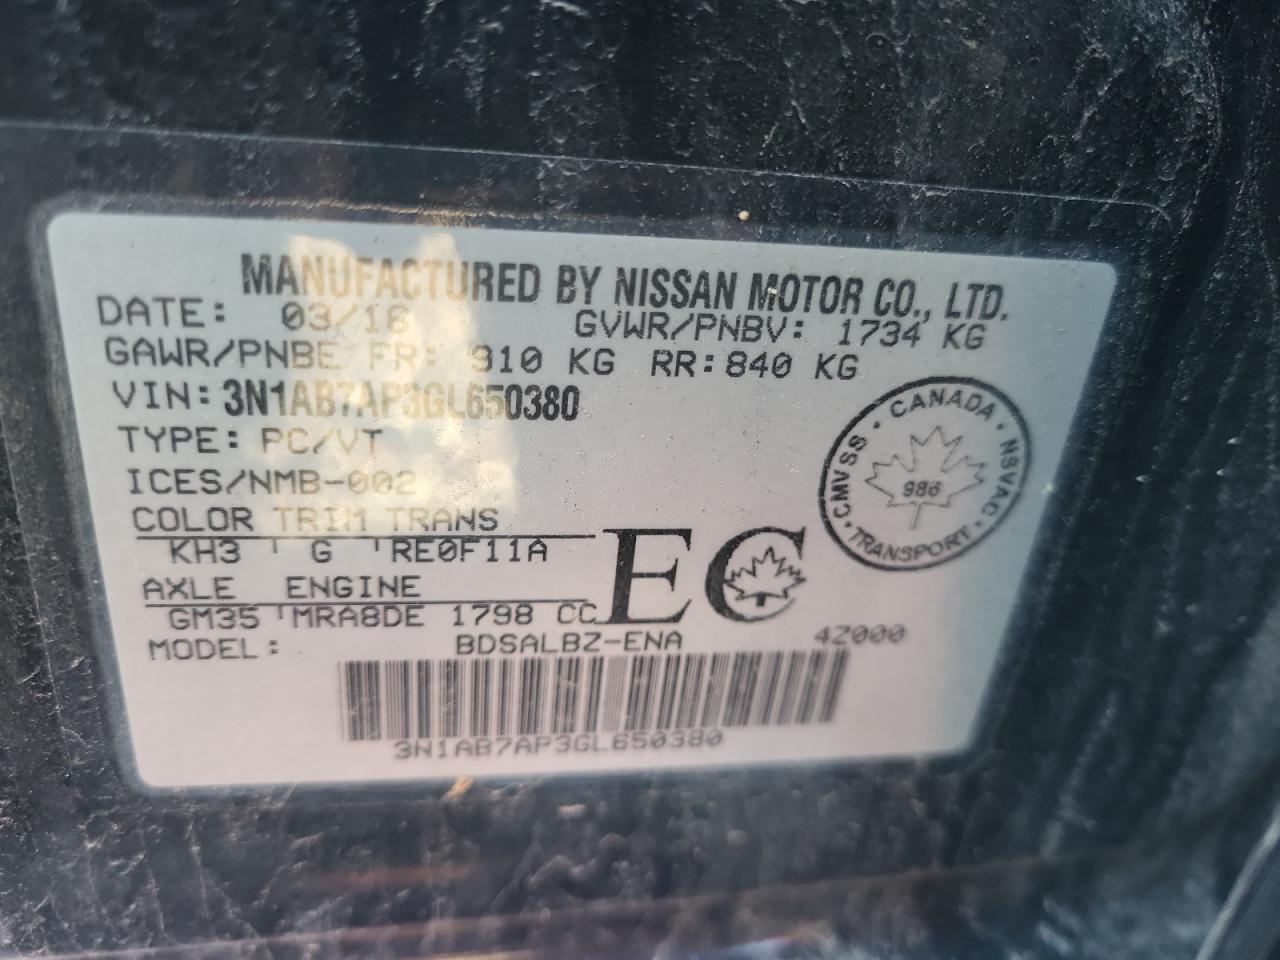 MANUFACTURED BY NISSAN MOTOR CO., LTD.
DATE: 03/16 GVWR/PNBV: 1734 KG
GAWR/PNBE FR: 910 KG RR: 840 KG
VIN: 3N1AB7AP3GL650380
TYPE: PC/VT
ICES/NMB-002
COLOR TRIM TRANS
KH3 G RE0F11A
AXLE ENGINE
GM35 MRA8DE 1798 CC
EC
CANADA · NSVAC · TRANSPORT · CMVSS ·
986
MODEL: BDSALBZ-ENA 4Z000
3N1AB7AP3GL650380